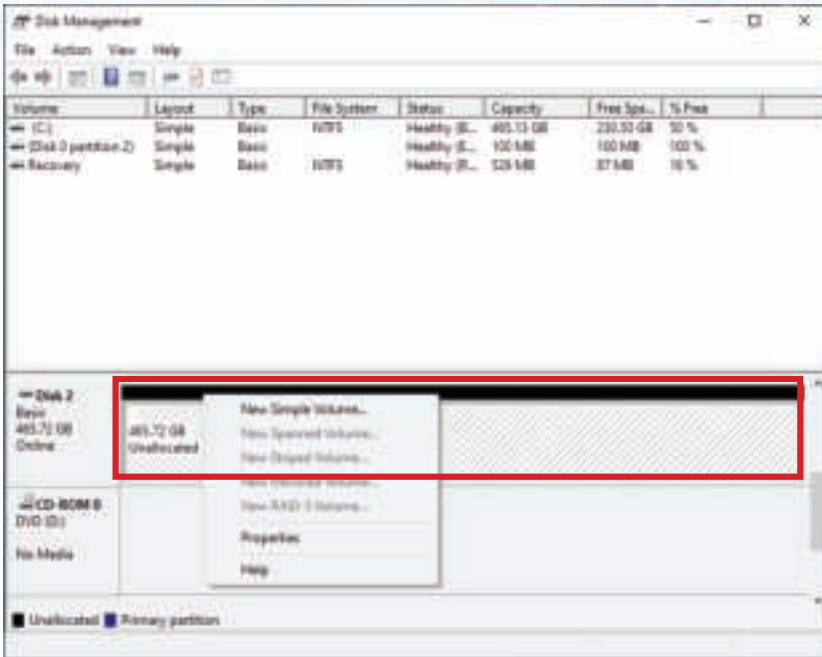 Disk Management
File Action View Help
Volume Layout Type File System Status Capacity Free Spa... % Free
(C:) Simple Basic NTFS Healthy (B... 465.13 GB 230.50 GB 50 %
(Disk 0 partition 2) Simple Basic Healthy (E... 100 MB 100 MB 100 %
Recovery Simple Basic NTFS Healthy (R... 529 MB 87 MB 16 %
Disk 2
Basic
465.72 GB
Online
465.72 GB
Unallocated
New Simple Volume...
New Spanned Volume...
New Striped Volume...
New Mirrored Volume...
New RAID-5 Volume...
Properties
Help
CD-ROM 0
DVD (D:)
No Media
Unallocated Primary partition